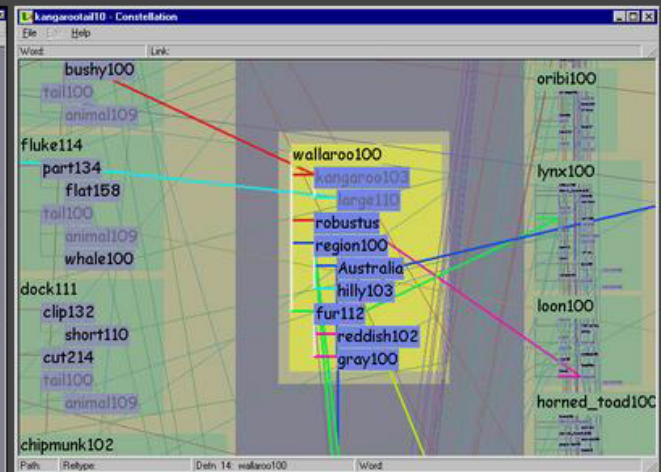 kangarootail10 - Constellation
File Edit Help
Word: Link:
bushy100
tail100
animal109
fluke114
part134
flat158
tail100
animal109
whale100
dock111
clip132
short110
cut214
tail100
animal109
chipmunk102
wallaroo100
kangaroo103
large110
robustus
region100
Australia
hilly103
fur112
reddish102
gray100
oribi100
lynx100
loon100
horned_toad100
Path: Reltype: Defn 14: wallaroo100 Word